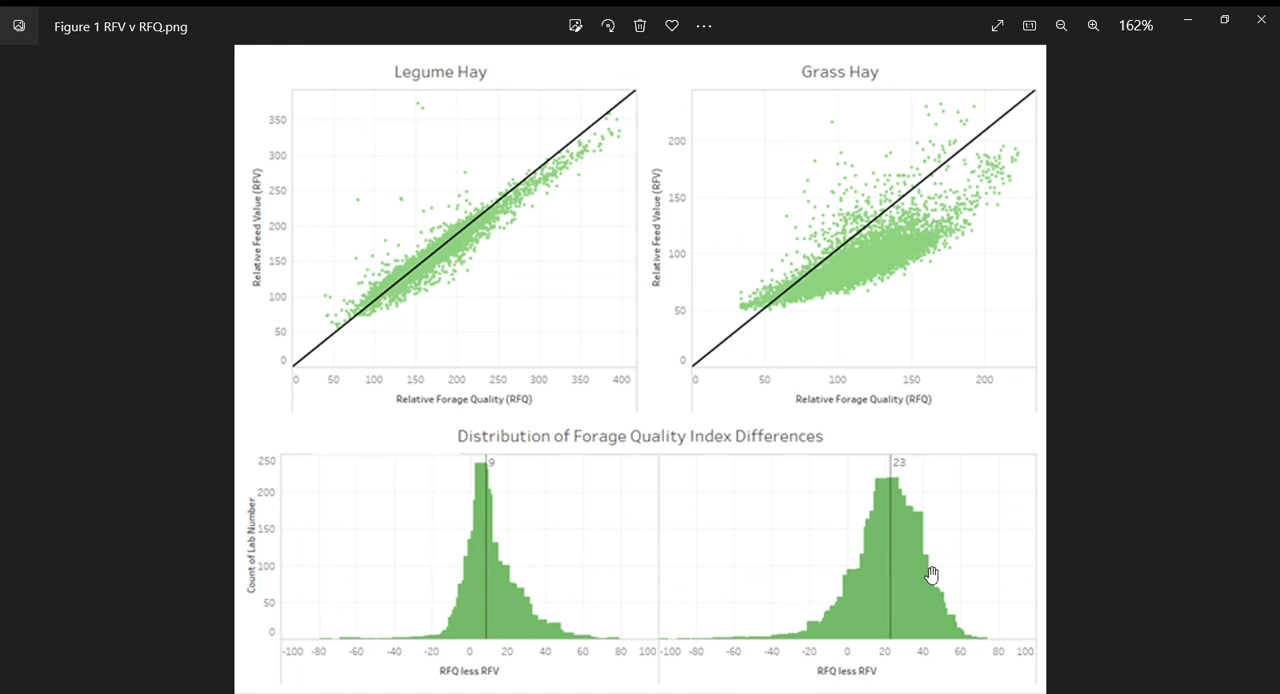 Figure 1 RFV v RFQ.png
162%
Legume Hay
Grass Hay
Relative Feed Value (RFV)
350
300
250
200
150
100
50
0
0 50 100 150 200 250 300 350 400
Relative Forage Quality (RFQ)
Relative Feed Value (RFV)
200
150
100
50
0
0 50 100 150 200
Relative Forage Quality (RFQ)
Distribution of Forage Quality Index Differences
Count of Lab Number
250
200
150
100
50
0
9
23
-100 -80 -60 -40 -20 0 20 40 60 80 100
-100 -80 -60 -40 -20 0 20 40 60 80 100
RFQ less RFV
RFQ less RFV